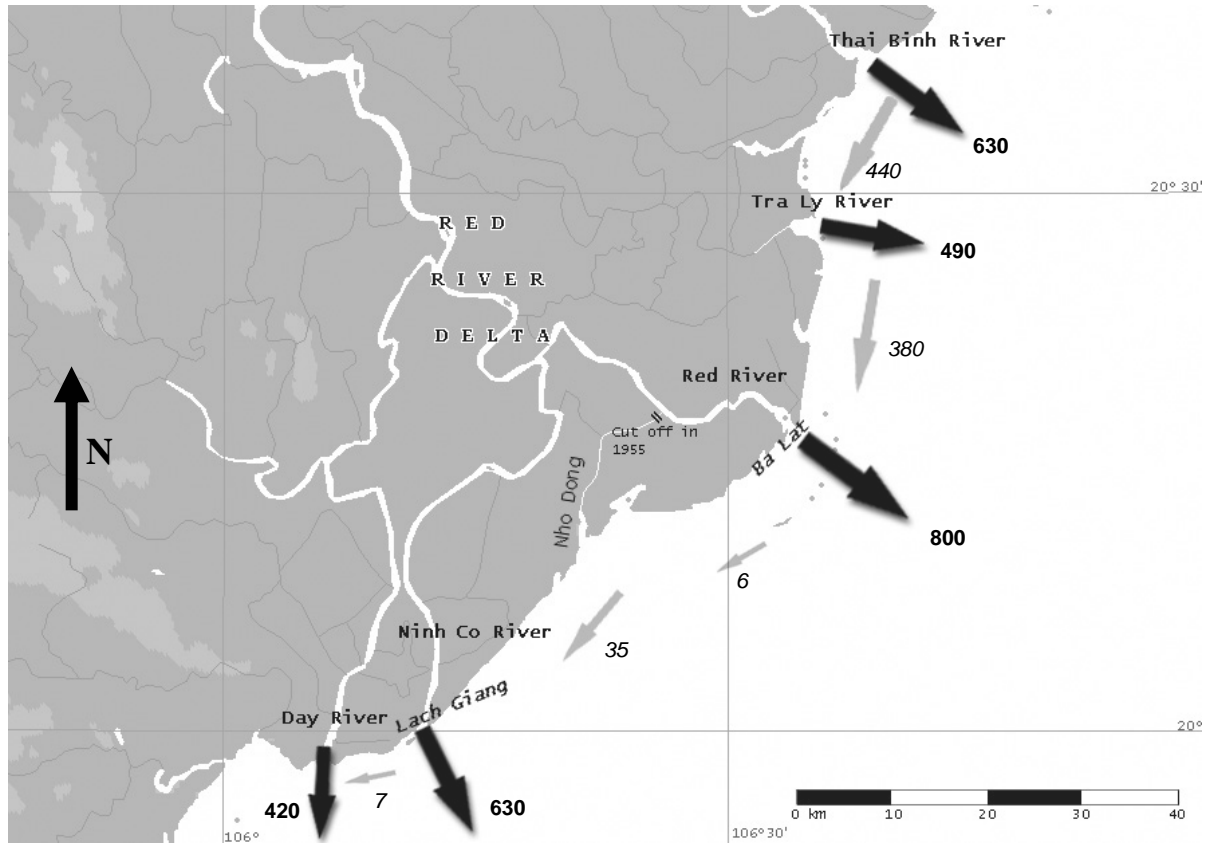 Thai Binh River
630
440
20° 30'
Tra Ly River
R E D
490
R I V E R
D E L T A
380
Red River
N
Cut off in
1955
Ba Lat
Nho Dong
800
6
Ninh Co River
35
Lach Giang
Day River
20°
7
420
630
106°
106° 30'
0 km
10
20
30
40